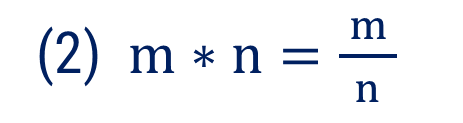 (2) m * n = m/n